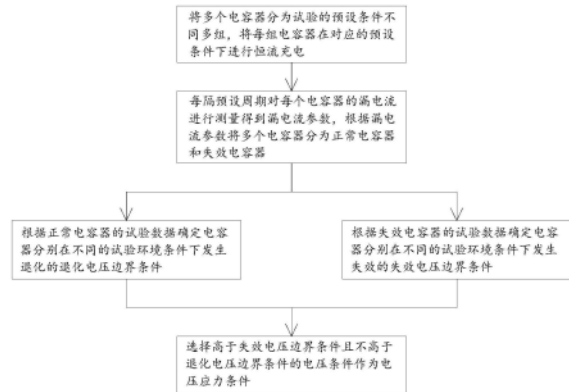 将多个电容器分为试验的预设条件不
同多组，将每组电容器在对应的预设
条件下进行恒流充电
每隔预设周期对每个电容器的漏电流
进行测量得到漏电流参数，根据漏电
流参数将多个电容器分为正常电容器
和失效电容器
根据正常电容器的试验数据确定电容
器分别在不同的试验环境条件下发生
退化的退化电压边界条件
根据失效电容器的试验数据确定电容
器分别在不同的试验环境条件下发生
失效的失效电压边界条件
选择高于失效电压边界条件且不高于
退化电压边界条件的电压条件作为电
压应力条件